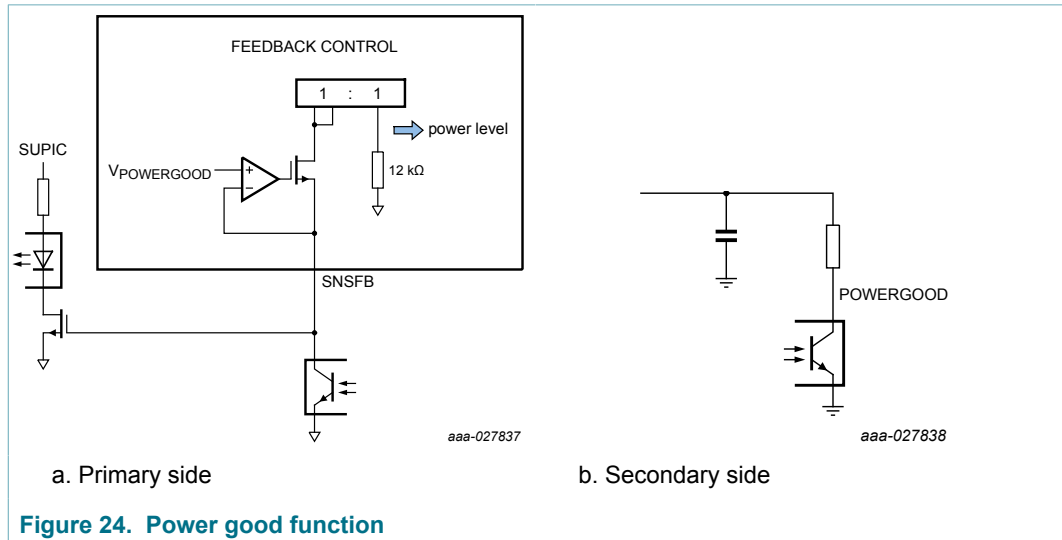 FEEDBACK CONTROL
1 : 1
power level
SUPIC
VPOWERGOOD
+
−
12 kΩ
SNSFB
POWERGOOD
aaa-027837
aaa-027838
a. Primary side
b. Secondary side
Figure 24. Power good function